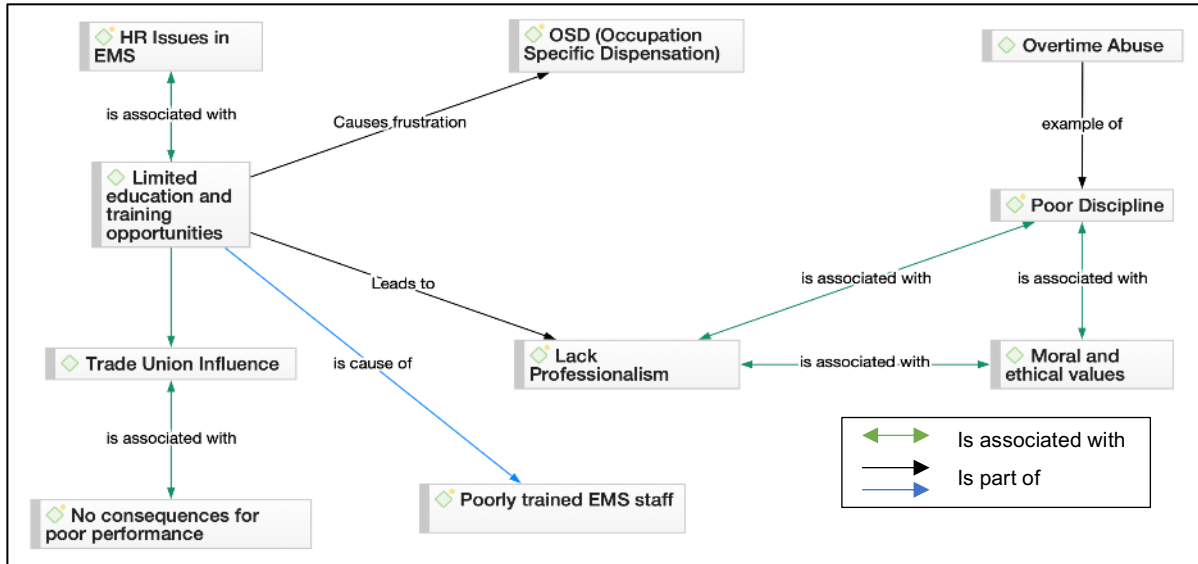 HR Issues in
EMS
OSD (Occupation
Specific Dispensation)
Overtime Abuse
is associated with
Causes frustration
example of
Limited
education and
training
opportunities
Poor Discipline
Leads to
is associated with
is associated with
Trade Union Influence
is cause of
Lack
Professionalism
is associated with
Moral and
ethical values
is associated with
Is associated with
Is part of
Poorly trained EMS staff
No consequences for
poor performance